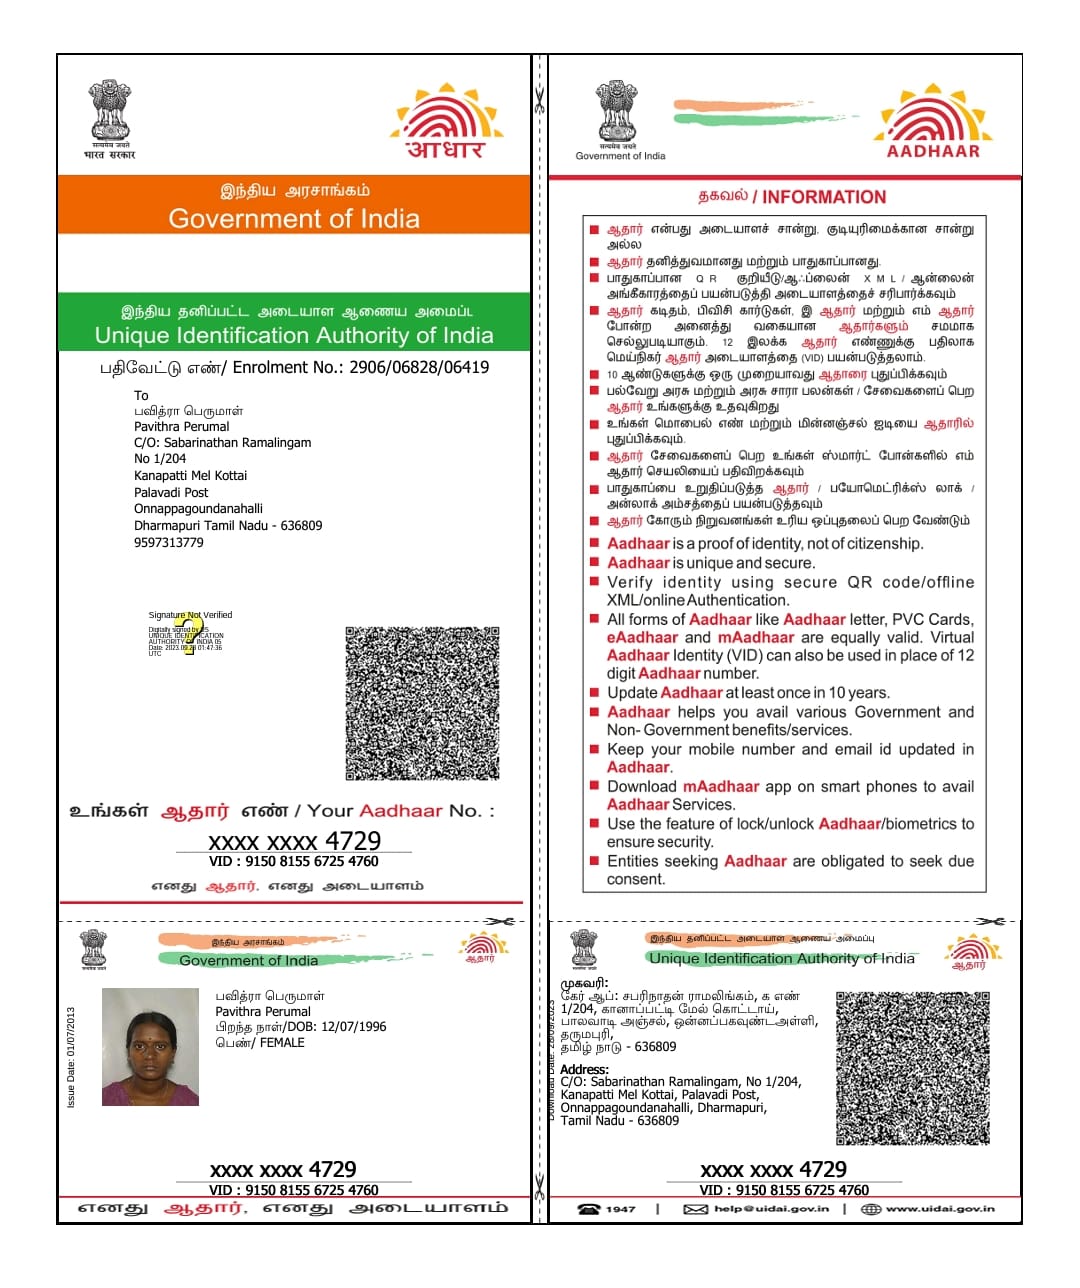 सत्यमेव जयते
भारत सरकार
आधार
இந்திய அரசாங்கம்
Government of India
இந்திய தனிப்பட்ட அடையாள ஆணைய அமைப்ட
Unique Identification Authority of India
பதிவேட்டு எண்/ Enrolment No.: 2906/06828/06419
To
பவித்ரா பெருமாள்
Pavithra Perumal
C/O: Sabarinathan Ramalingam
No 1/204
Kanapatti Mel Kottai
Palavadi Post
Onnappagoundanahalli
Dharmapuri Tamil Nadu - 636809
9597313779
Signature Not Verified
Digitally signed by DS
UNIQUE IDENTIFICATION
AUTHORITY OF INDIA 05
Date: 2023.09.28 01:47:36
UTC
உங்கள் ஆதார் எண் / Your Aadhaar No. :
xxxx xxxx 4729
VID : 9150 8155 6725 4760
எனது ஆதார், எனது அடையாளம்
सत्यमेव जयते
Government of India
AADHAAR
தகவல் / INFORMATION
ஆதார் என்பது அடையாளச் சான்று. குடியுரிமைக்கான சான்று
அல்ல
ஆதார் தனித்துவமானது மற்றும் பாதுகாப்பானது.
பாதுகாப்பான QR குறியீடு/ஆஃப்லைன் XML/ ஆன்லைன்
அங்கீகாரத்தைப் பயன்படுத்தி அடையாளத்தைச் சரிபார்க்கவும்
ஆதார் கடிதம், பிவிசி கார்டுகள், இ ஆதார் மற்றும் எம் ஆதார்
போன்ற அனைத்து வகையான ஆதார்களும் சமமாக
செல்லுபடியாகும். 12 இலக்க ஆதார் எண்ணுக்கு பதிலாக
மெய்நிகர் ஆதார் அடையாளத்தை (VID) பயன்படுத்தலாம்.
10 ஆண்டுகளுக்கு ஒரு முறையாவது ஆதாரை புதுப்பிக்கவும்
பல்வேறு அரசு மற்றும் அரசு சாரா பலன்கள் / சேவைகளைப் பெற
ஆதார் உங்களுக்கு உதவுகிறது
உங்கள் மொபைல் எண் மற்றும் மின்னஞ்சல் ஐடியை ஆதாரில்
புதுப்பிக்கவும்.
ஆதார் சேவைகளைப் பெற உங்கள் ஸ்மார்ட் போன்களில் எம்
ஆதார் செயலியைப் பதிவிறக்கவும்
பாதுகாப்பை உறுதிப்படுத்த ஆதார் / பயோமெட்ரிக்ஸ் லாக் /
அன்லாக் அம்சத்தைப் பயன்படுத்தவும்
ஆதார் கோரும் நிறுவனங்கள் உரிய ஒப்புதலைப் பெற வேண்டும்
Aadhaar is a proof of identity, not of citizenship.
Aadhaar is unique and secure.
Verify identity using secure QR code/offline
XML/online Authentication.
All forms of Aadhaar like Aadhaar letter, PVC Cards,
eAadhaar and mAadhaar are equally valid. Virtual
Aadhaar Identity (VID) can also be used in place of 12
digit Aadhaar number.
Update Aadhaar at least once in 10 years.
Aadhaar helps you avail various Government and
Non- Government benefits/services.
Keep your mobile number and email id updated in
Aadhaar.
Download mAadhaar app on smart phones to avail
Aadhaar Services.
Use the feature of lock/unlock Aadhaar/biometrics to
ensure security.
Entities seeking Aadhaar are obligated to seek due
consent.
இந்திய அரசாங்கம்
Government of India
ஆதார்
Issue Date: 01/07/2013
பவித்ரா பெருமாள்
Pavithra Perumal
பிறந்த நாள்/DOB: 12/07/1996
பெண்/ FEMALE
xxxx xxxx 4729
VID : 9150 8155 6725 4760
எனது ஆதார், எனது அடையாளம்
இந்திய தனிப்பட்ட அடையாள ஆணைய அமைப்பு
Unique Identification Authority of India
ஆதார்
Download Date: 28/09/2023
முகவரி:
கேர் ஆப்: சபரிநாதன் ராமலிங்கம், க எண்
1/204, கானாப்பட்டி மேல் கொட்டாய்,
பாலவாடி அஞ்சல், ஒன்னப்பகவுண்டஅள்ளி,
தருமபுரி,
தமிழ் நாடு - 636809
Address:
C/O: Sabarinathan Ramalingam, No 1/204,
Kanapatti Mel Kottai, Palavadi Post,
Onnappagoundanahalli, Dharmapuri,
Tamil Nadu - 636809
xxxx xxxx 4729
VID : 9150 8155 6725 4760
1947 | help@uidai.gov.in | www.uidai.gov.in